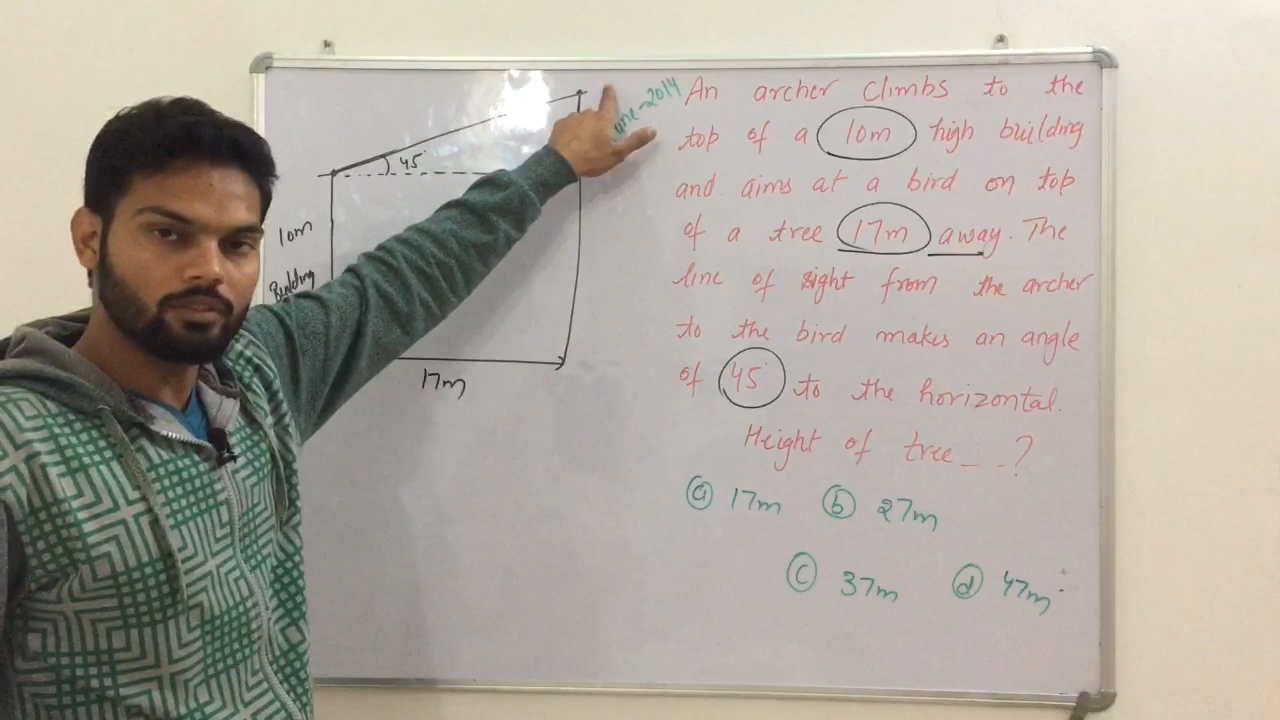 45
10m
Building
17m
June-2014
An archer climbs to the
top of a 10m high building
and aims at a bird on top
of a tree 17m away. The
line of sight from the archer
to the bird makes an angle
of 45° to the horizontal.
Height of tree _ _ . ?
(a) 17m (b) 27m
(c) 37m (d) 47m